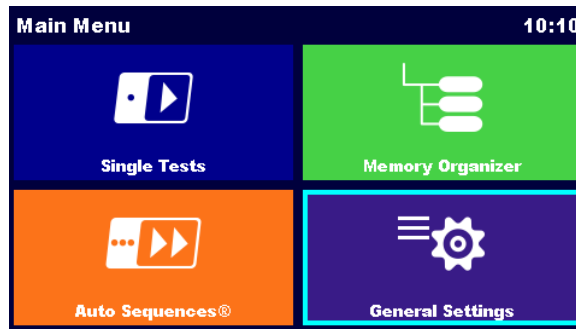 Main Menu 10:10
Single Tests
Memory Organizer
Auto Sequences®
General Settings